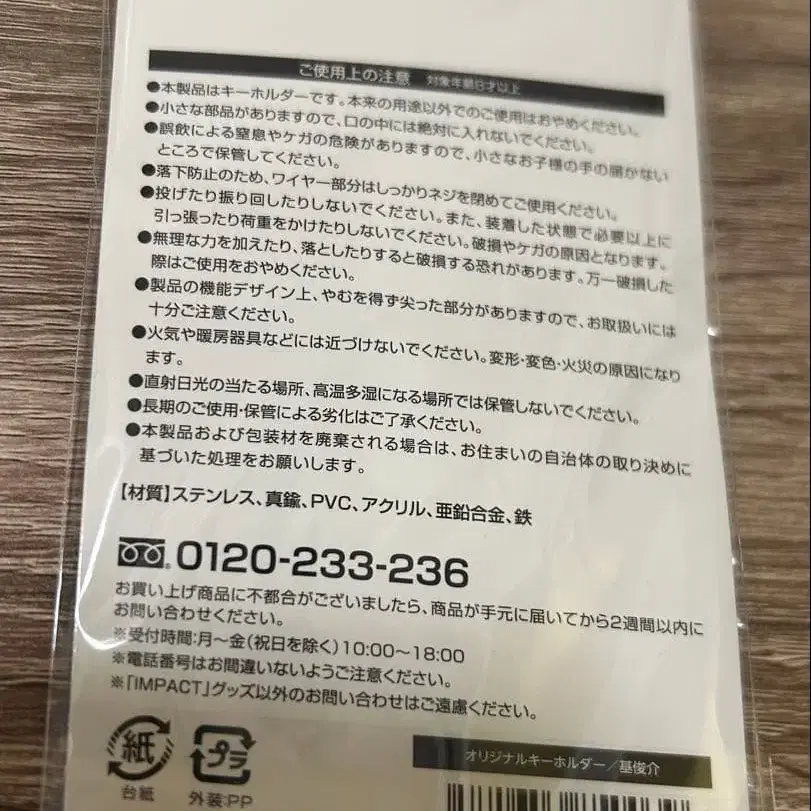 ご使用上の注意 対象年齢8才以上
●本製品はキーホルダーです。本来の用途以外でのご使用はおやめください。
●小さな部品がありますので、口の中には絶対に入れないでください。
●誤飲による窒息やケガの危険がありますので、小さなお子様の手の届かない
ところで保管してください。
●落下防止のため、ワイヤー部分はしっかりネジを閉めてご使用ください。
●投げたり振り回したりしないでください。また、装着した状態で必要以上に
引っ張ったり荷重をかけたりしないでください。破損やケガの原因となります。
●無理な力を加えたり、落としたりすると破損する恐れがあります。万一破損した
際はご使用をおやめください。
●製品の機能デザイン上、やむを得ず尖った部分がありますので、お取扱いには
十分ご注意ください。
●火気や暖房器具などには近づけないでください。変形・変色・火災の原因になり
ます。
●直射日光の当たる場所、高温多湿になる場所では保管しないでください。
●長期のご使用・保管による劣化はご了承ください。
●本製品および包装材を廃棄される場合は、お住まいの自治体の取り決めに
基づいた処理をお願いします。
【材質】ステンレス、真鍮、PVC、アクリル、亜鉛合金、鉄
0120-233-236
お買い上げ商品に不都合がございましたら、商品が手元に届いてから2週間以内に
お問い合わせください。
※受付時間:月〜金(祝日を除く)10:00〜18:00
※電話番号はお間違いないようご注意ください。
※「IMPACT」グッズ以外のお問い合わせはご遠慮ください。
紙
台紙
プラ
外装:PP
オリジナルキーホルダー/基俊介